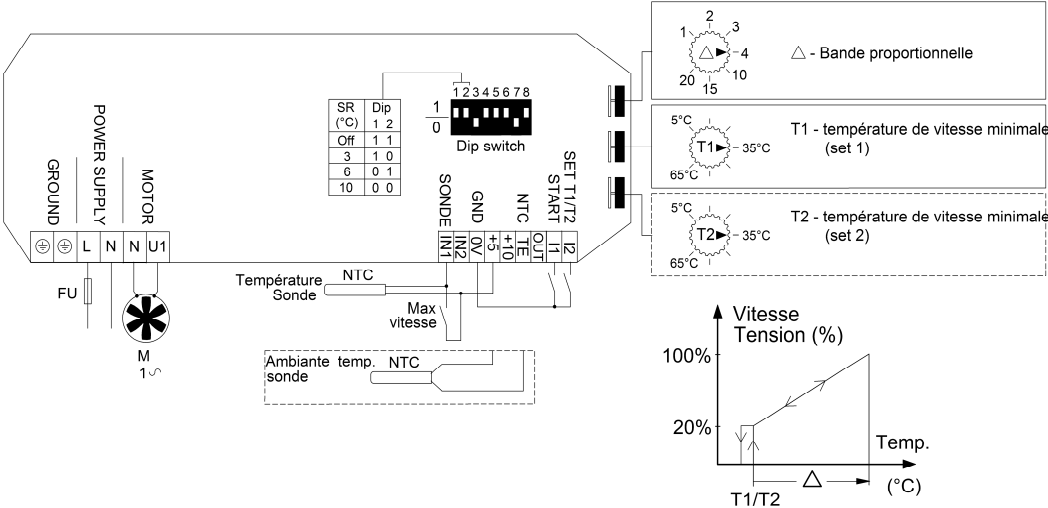 2
1
3
4
10
15
20
△ - Bande proportionnelle
5°C
T1
35°C
65°C
T1 - température de vitesse minimale
(set 1)
5°C
T2
35°C
65°C
T2 - température de vitesse minimale
(set 2)
SR Dip
(°C) 1 2
Off 1 1
3 1 0
6 0 1
10 0 0
1 2 3 4 5 6 7 8
1
0
Dip switch
GROUND
POWER SUPPLY
MOTOR
SONDE
GND
NTC
START
SET T1/T2
L N N U1
IN1 IN2 0V +5 +10 TE OUT I1 I2
FU
M
1∿
Température
Sonde
NTC
Max
vitesse
Ambiante temp.
sonde
NTC
Vitesse
Tension (%)
100%
20%
Temp.
(°C)
△
T1/T2